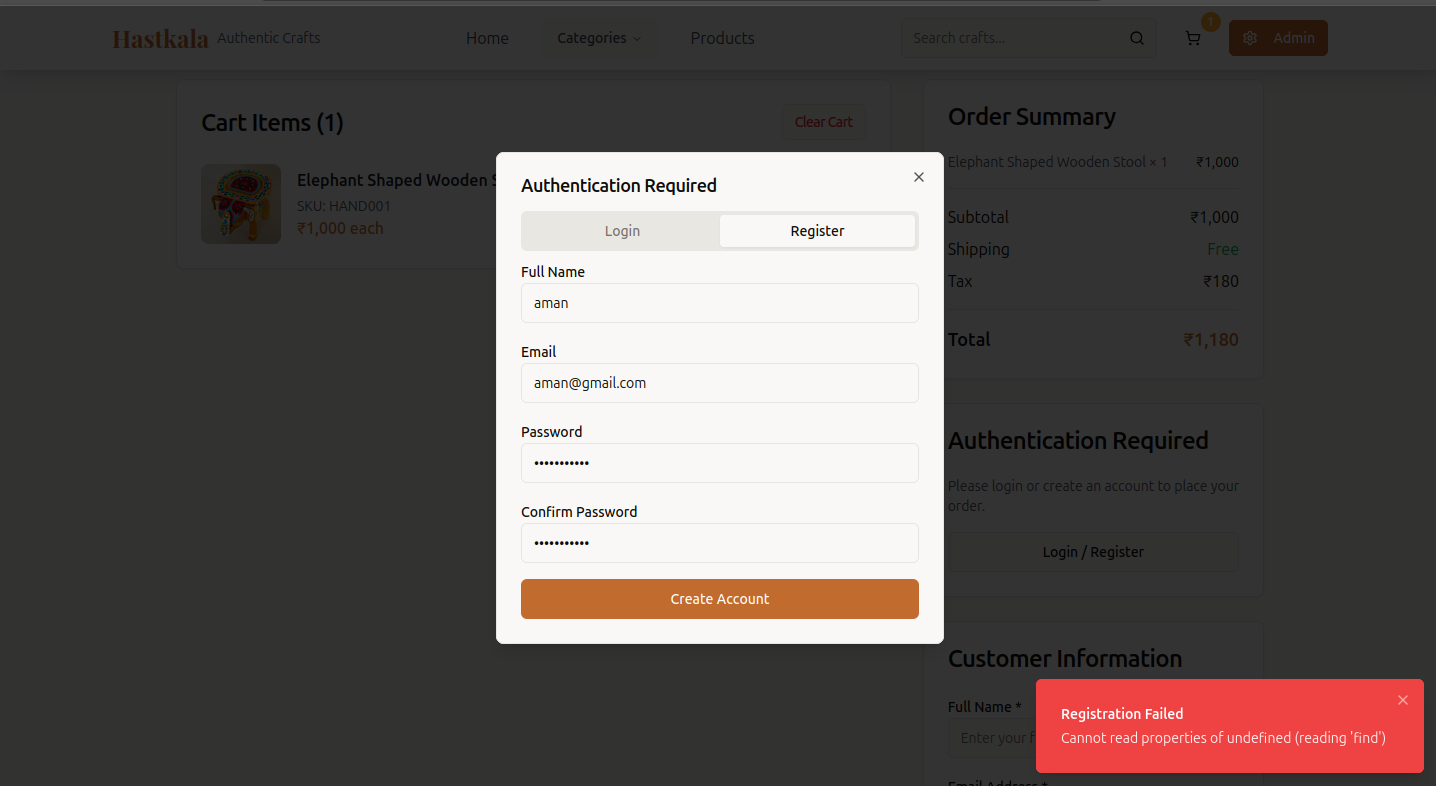 Hastkala Authentic Crafts Home Categories Products Search crafts... 1 Admin
Cart Items (1)
Clear Cart
Elephant Shaped Wooden S
SKU: HAND001
₹1,000 each
Order Summary
Elephant Shaped Wooden Stool × 1 ₹1,000
Subtotal ₹1,000
Shipping Free
Tax ₹180
Total ₹1,180
Authentication Required
Please login or create an account to place your
order.
Login / Register
Customer Information
Full Name *
Enter your f
Email Address *
Authentication Required
Login Register
Full Name
aman
Email
aman@gmail.com
Password
•••••••••••
Confirm Password
•••••••••••
Create Account
Registration Failed
Cannot read properties of undefined (reading 'find')